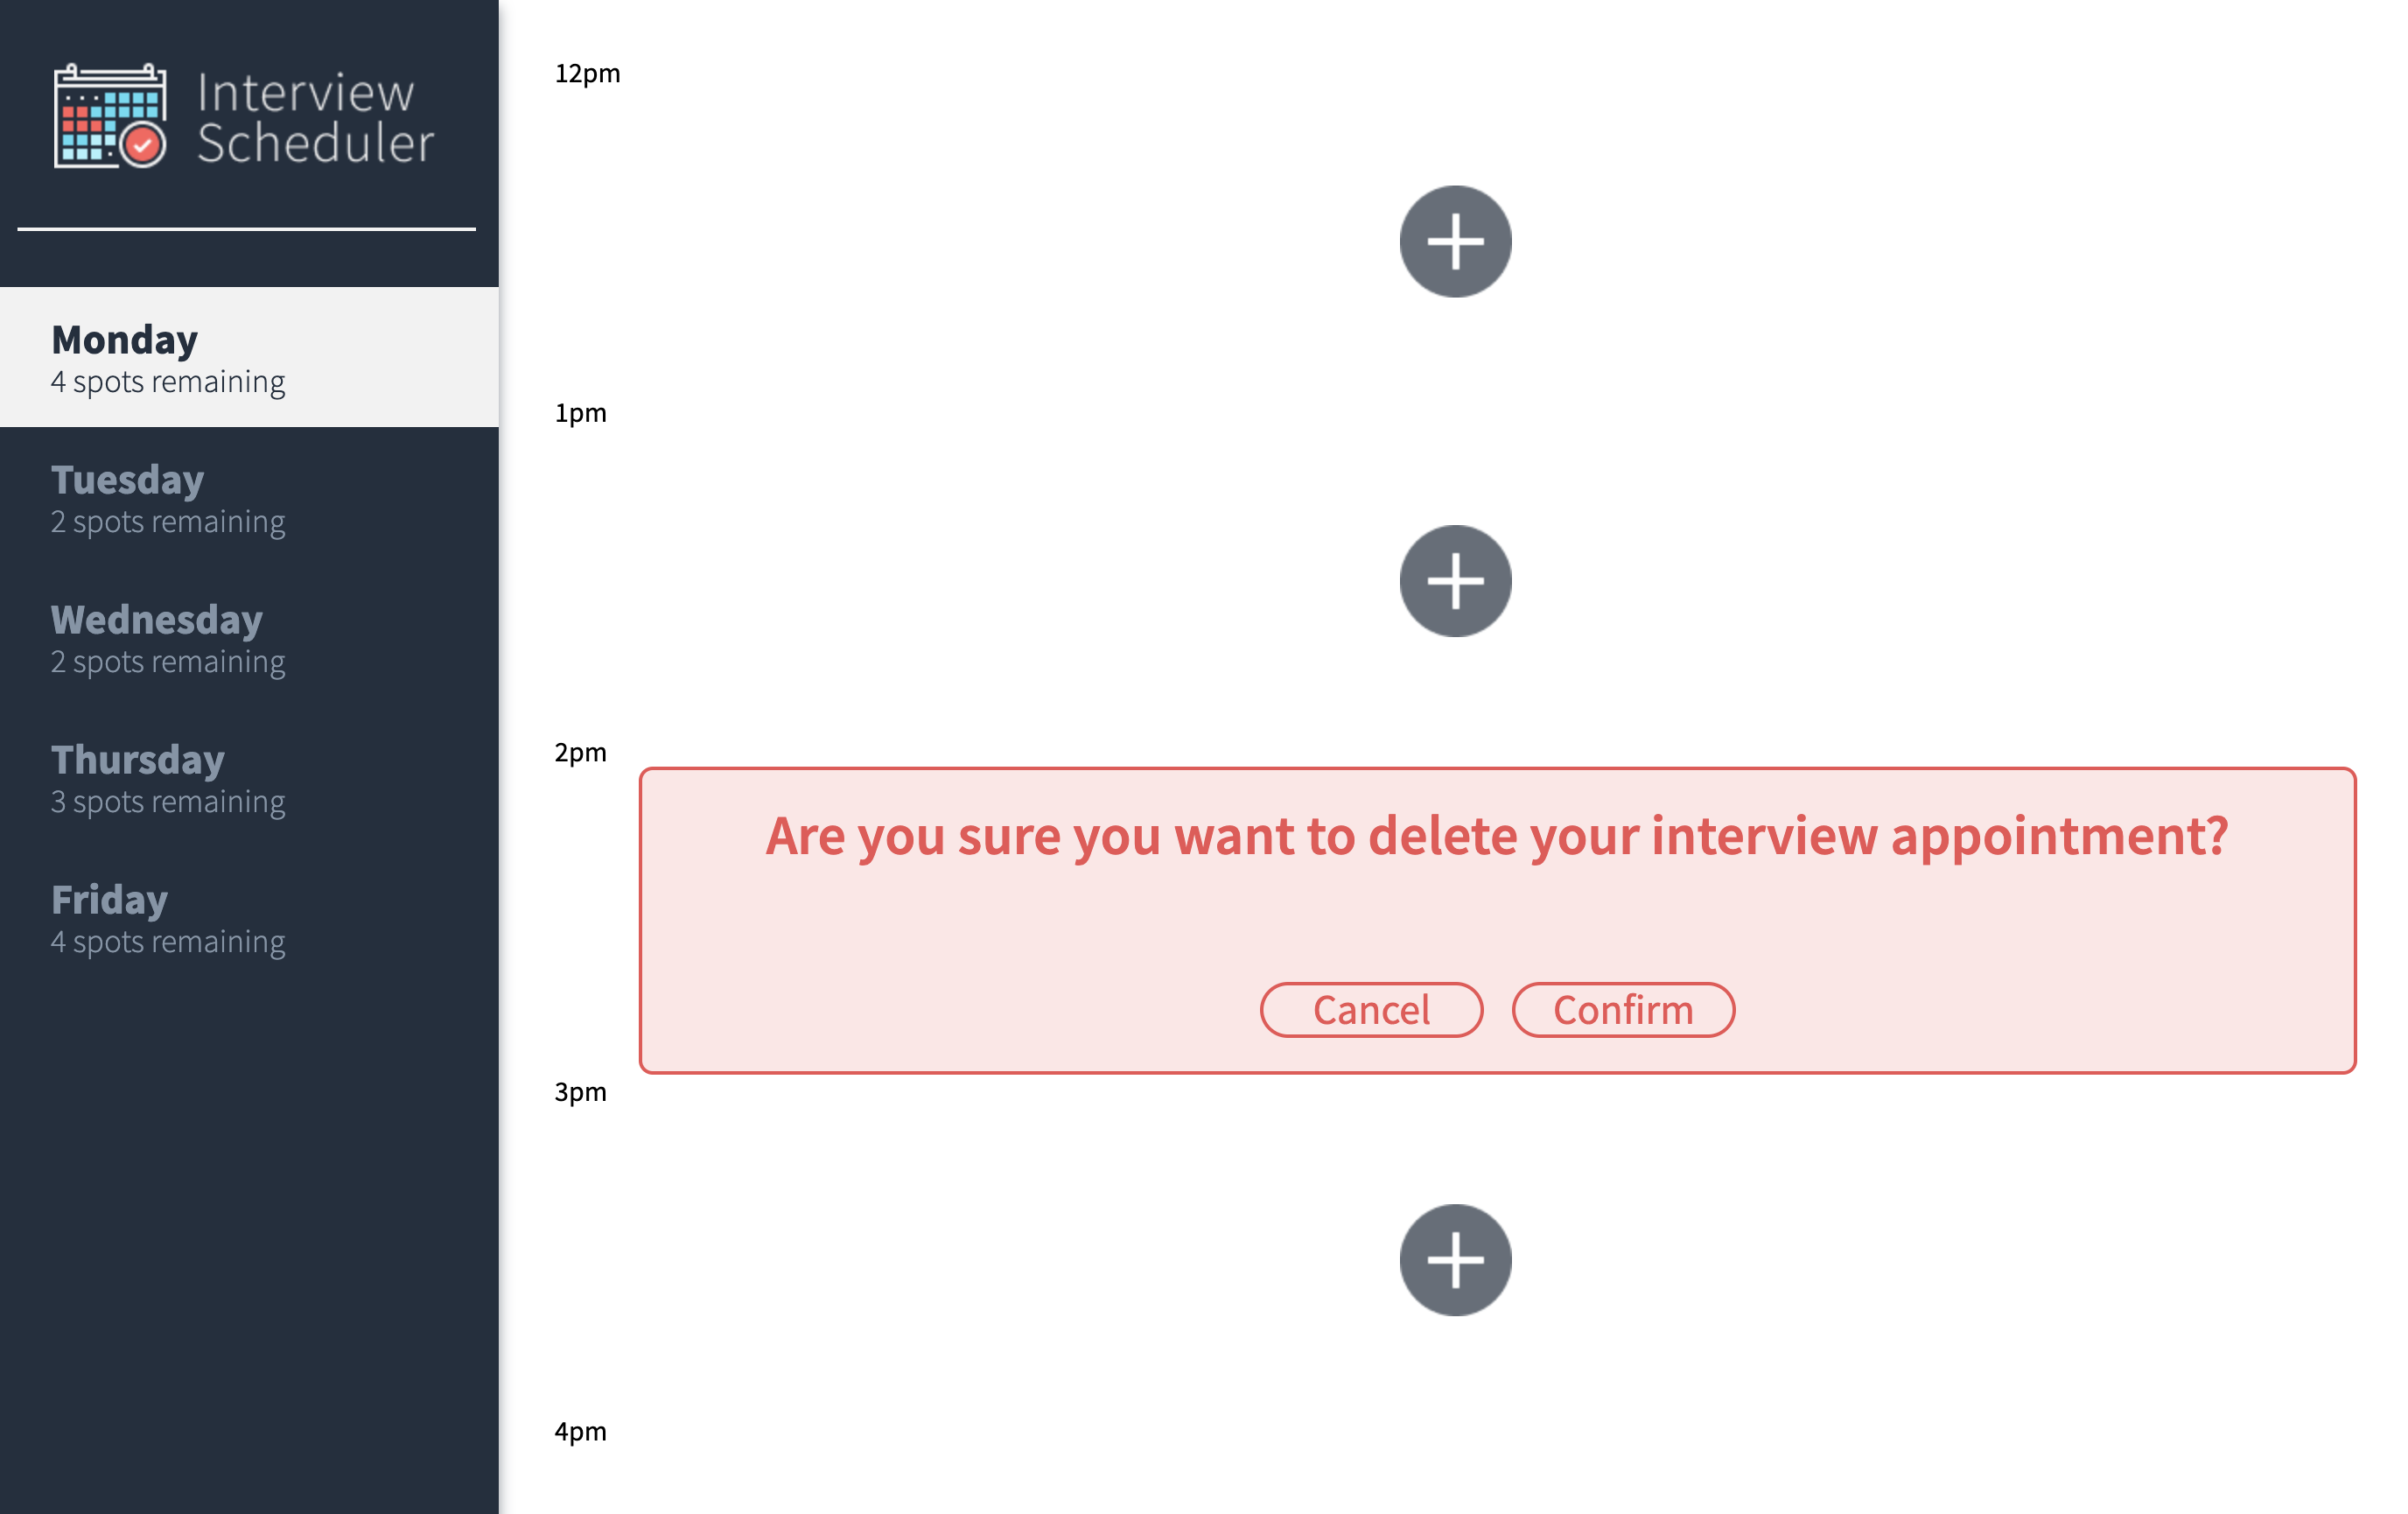 Interview
Scheduler
Monday
4 spots remaining
Tuesday
2 spots remaining
Wednesday
2 spots remaining
Thursday
3 spots remaining
Friday
4 spots remaining
12pm
1pm
2pm
Are you sure you want to delete your interview appointment?
Cancel Confirm
3pm
4pm